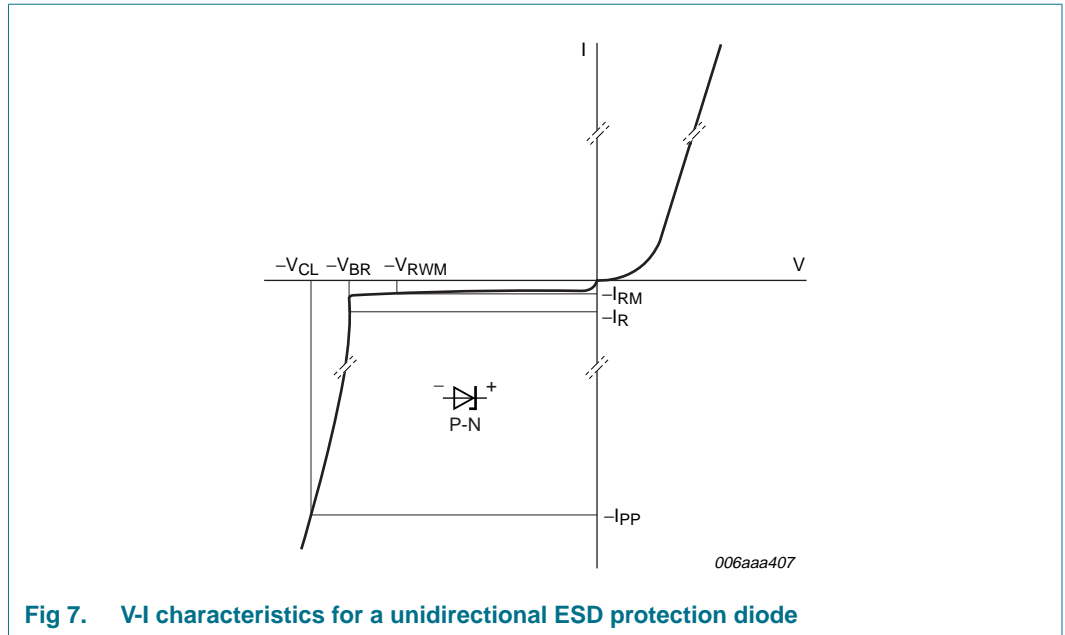 I
−VCL −VBR −VRWM V
−IRM
−IR
− +
P-N
−IPP
006aaa407
Fig 7. V-I characteristics for a unidirectional ESD protection diode